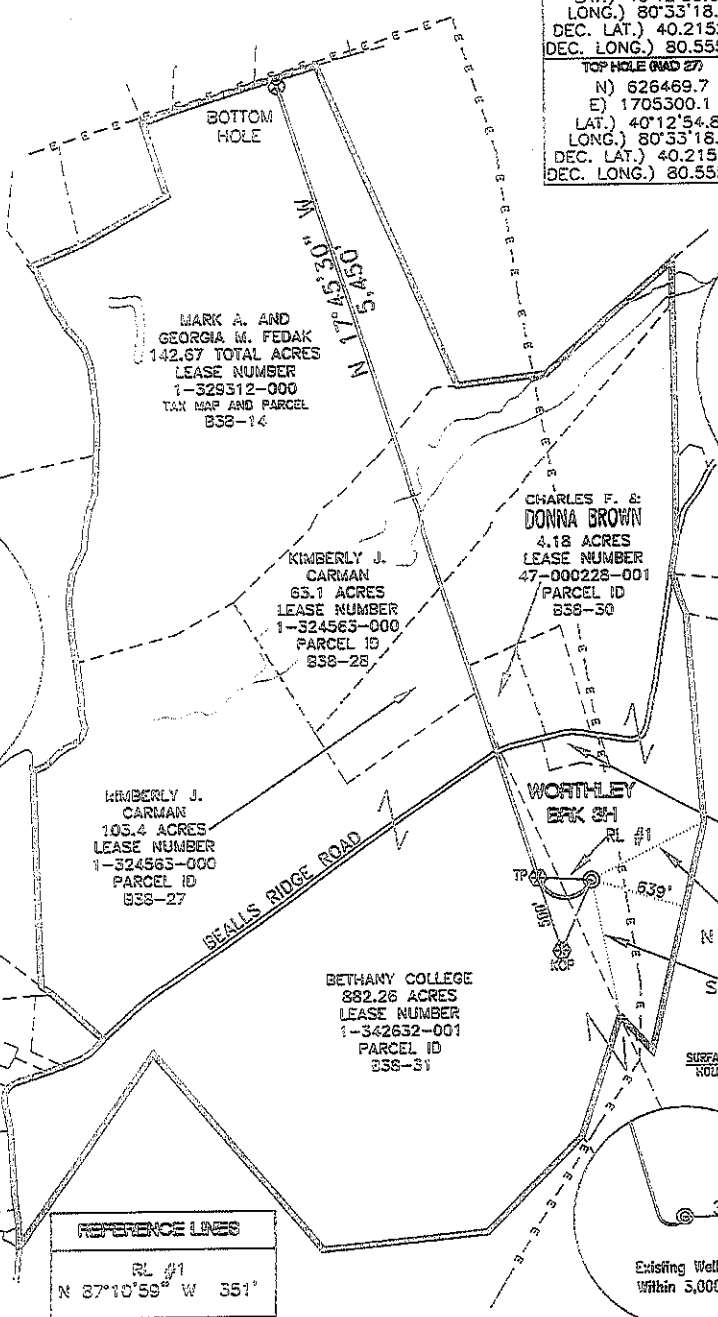 LONG.) 80°33'18.
DEC. LAT.) 40.215
DEC. LONG.) 80.555
TOP HOLE (NAD 27)
N) 626469.7
E) 1705300.1
LAT.) 40°12'54.8
LONG.) 80°33'18.
DEC. LAT.) 40.215
DEC. LONG.) 80.555
BOTTOM
HOLE
N 17°45'30" W
5,450'
MARK A. AND
GEORGIA M. FEDAK
142.67 TOTAL ACRES
LEASE NUMBER
1-329312-000
TAX MAP AND PARCEL
B38-14
CHARLES F. &
DONNA BROWN
4.18 ACRES
LEASE NUMBER
47-000228-001
PARCEL ID
B38-30
KIMBERLY J.
CARMAN
63.1 ACRES
LEASE NUMBER
1-324563-000
PARCEL ID
B38-28
KIMBERLY J.
CARMAN
103.4 ACRES
LEASE NUMBER
1-324563-000
PARCEL ID
B38-27
WORTHLEY
BRK 3H
RL #1
TP
639'
500'
KOP
N
S
BEALLS RIDGE ROAD
BETHANY COLLEGE
882.26 ACRES
LEASE NUMBER
1-342632-001
PARCEL ID
B38-31
SURFA
HOL
REFERENCE LINES
RL #1
N 87°10'59" W 351'
3
Existing Well
Within 3,000